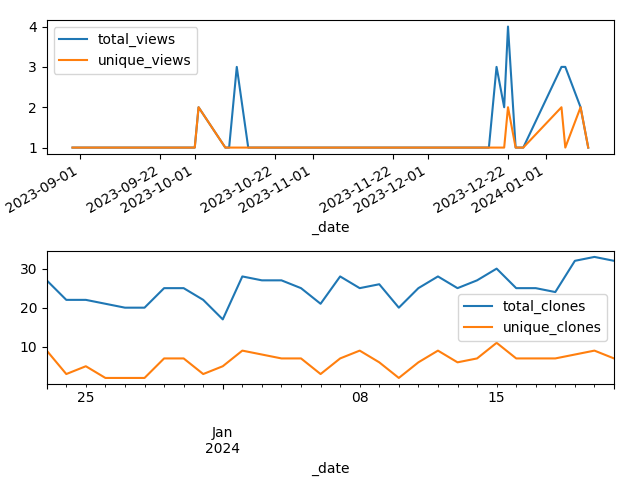 4
3
2
1
total_views
unique_views
2023-09-01
2023-09-22
2023-10-01
2023-10-22
2023-11-01
2023-11-22
2023-12-01
2023-12-22
2024-01-01
_date
30
20
10
total_clones
unique_clones
25
08
15
Jan
2024
_date